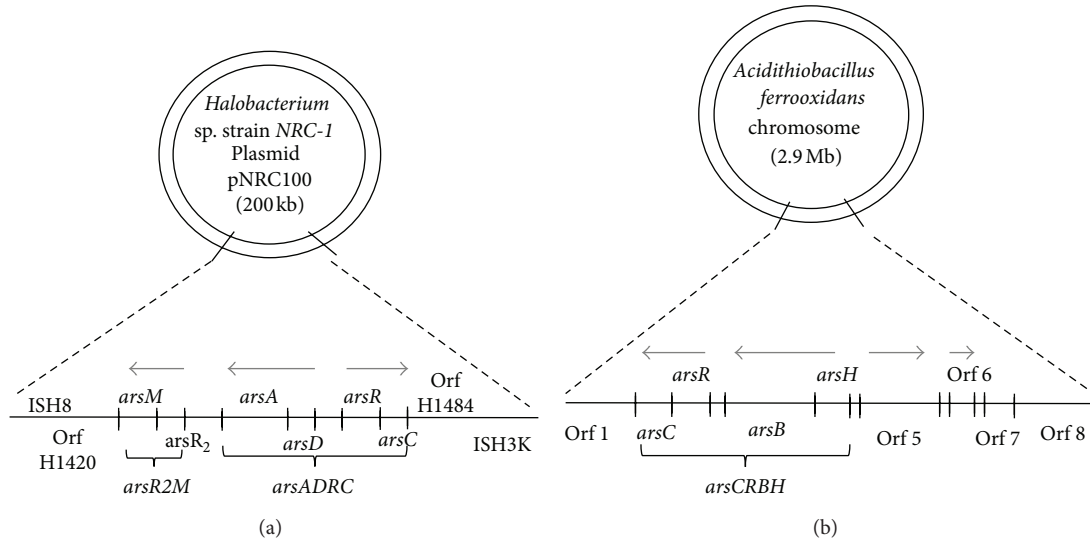 Halobacterium
sp. strain NRC-1
Plasmid
pNRC100
(200 kb)
arsM
arsA
arsR
Orf
H1484
ISH8
Orf
H1420
arsR2
arsD
arsC
ISH3K
arsR2M
arsADRC
(a)
Acidithiobacillus
ferrooxidans
chromosome
(2.9 Mb)
arsR
arsH
Orf 6
Orf 1
arsC
arsB
Orf 5
Orf 7
Orf 8
arsCRBH
(b)